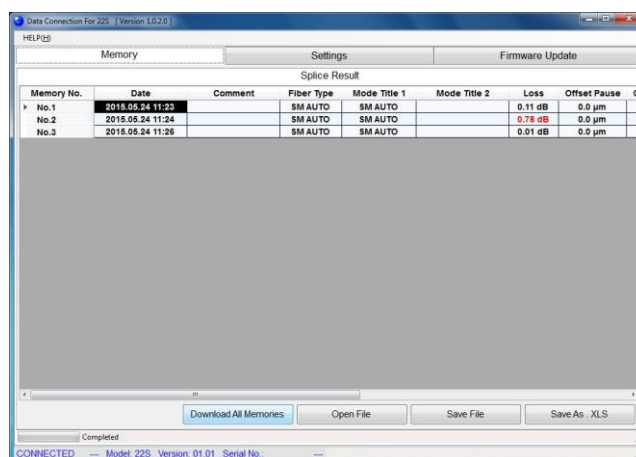 Data Connection For 22S [ Version 1.0.2.0 ]
HELP(H)
Memory Settings Firmware Update
Splice Result
Memory No. Date Comment Fiber Type Mode Title 1 Mode Title 2 Loss Offset Pause
No.1 2015.05.24 11:23 SM AUTO SM AUTO 0.11 dB 0.0 µm
No.2 2015.05.24 11:24 SM AUTO SM AUTO 0.78 dB 0.0 µm
No.3 2015.05.24 11:26 SM AUTO SM AUTO 0.01 dB 0.0 µm
Download All Memories Open File Save File Save As . XLS
Completed
CONNECTED --- Model: 22S Version: 01.01 Serial No.: ---